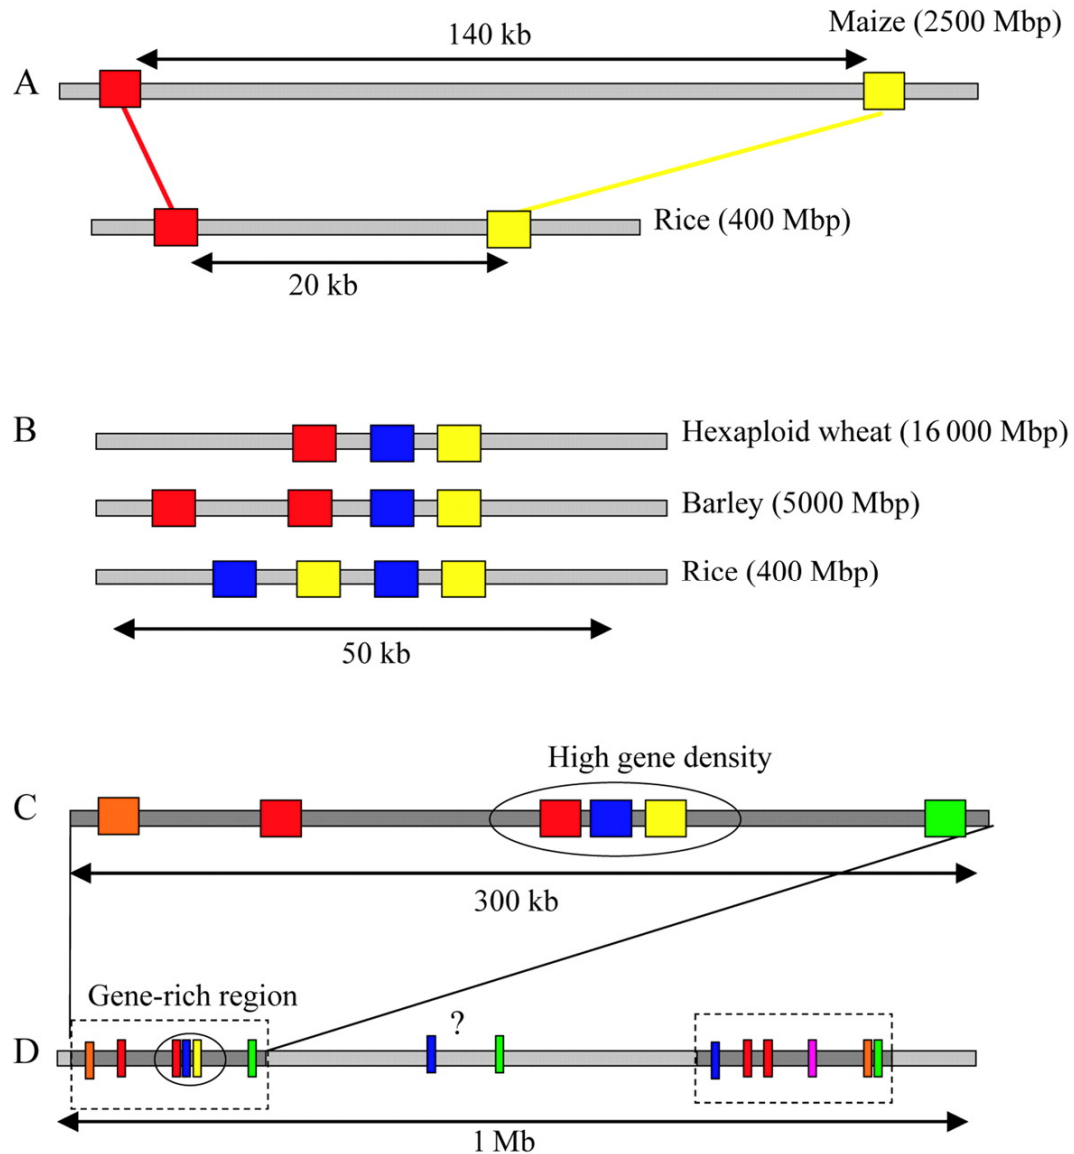 Maize (2500 Mbp)
140 kb
A
Rice (400 Mbp)
20 kb
B
Hexaploid wheat (16 000 Mbp)
Barley (5000 Mbp)
Rice (400 Mbp)
50 kb
High gene density
C
300 kb
Gene-rich region
?
D
1 Mb